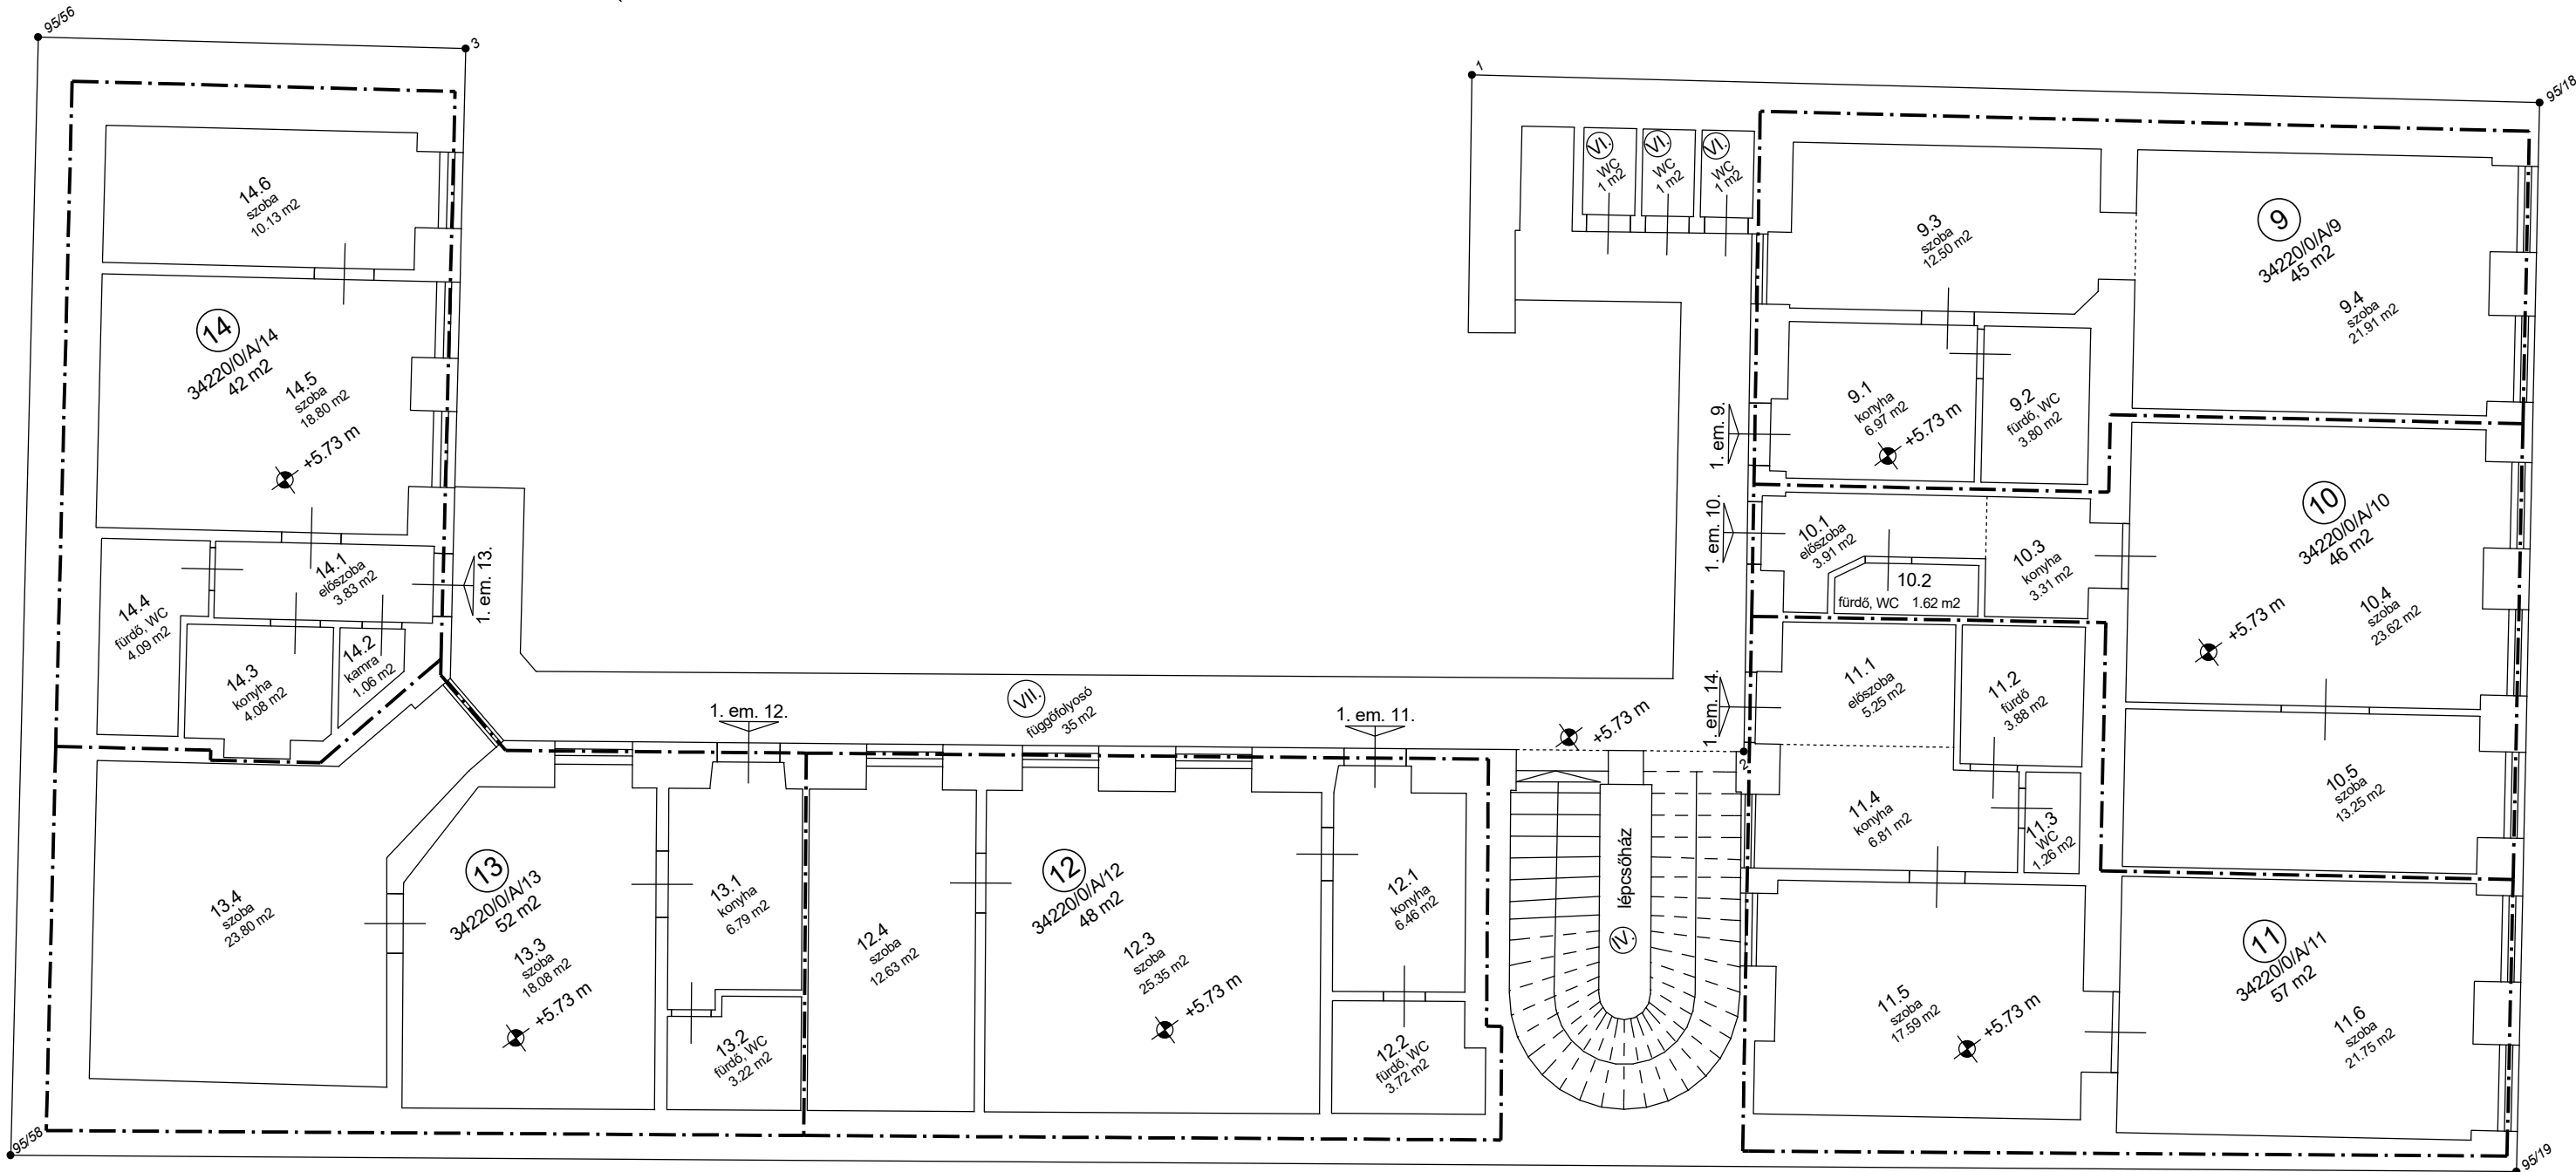 95/56
3
1
95/18
14.6
szoba
10.13 m2
14
34220/0/A/14
42 m2
14.5
szoba
18.80 m2
+5.73 m
14.1
előszoba
3.83 m2
14.4
fürdő, WC
4.09 m2
14.3
konyha
4.08 m2
14.2
kamra
1.06 m2
1. em. 13.
VI.
WC
1 m2
VI.
WC
1 m2
VI.
WC
1 m2
9.3
szoba
12.50 m2
9
34220/0/A/9
45 m2
9.4
szoba
21.91 m2
9.1
konyha
6.97 m2
+5.73 m
9.2
fürdő, WC
3.80 m2
1. em. 9.
1. em. 10.
10.1
előszoba
3.91 m2
10.2
fürdő, WC 1.62 m2
10.3
konyha
3.31 m2
10
34220/0/A/10
46 m2
10.4
szoba
23.62 m2
+5.73 m
10.5
szoba
13.25 m2
1. em. 14.
11.1
előszoba
5.25 m2
11.2
fürdő
3.88 m2
11.4
konyha
6.81 m2
11.3
WC
1.26 m2
11.5
szoba
17.59 m2
+5.73 m
11
34220/0/A/11
57 m2
11.6
szoba
21.75 m2
VII.
függőfolyosó
35 m2
1. em. 12.
1. em. 11.
+5.73 m
2
lépcsőház
IV.
13.4
szoba
23.80 m2
13
34220/0/A/13
52 m2
13.3
szoba
18.08 m2
+5.73 m
13.1
konyha
6.79 m2
13.2
fürdő, WC
3.22 m2
12.4
szoba
12.63 m2
12
34220/0/A/12
48 m2
12.3
szoba
25.35 m2
+5.73 m
12.1
konyha
6.46 m2
12.2
fürdő, WC
3.72 m2
95/58
95/19